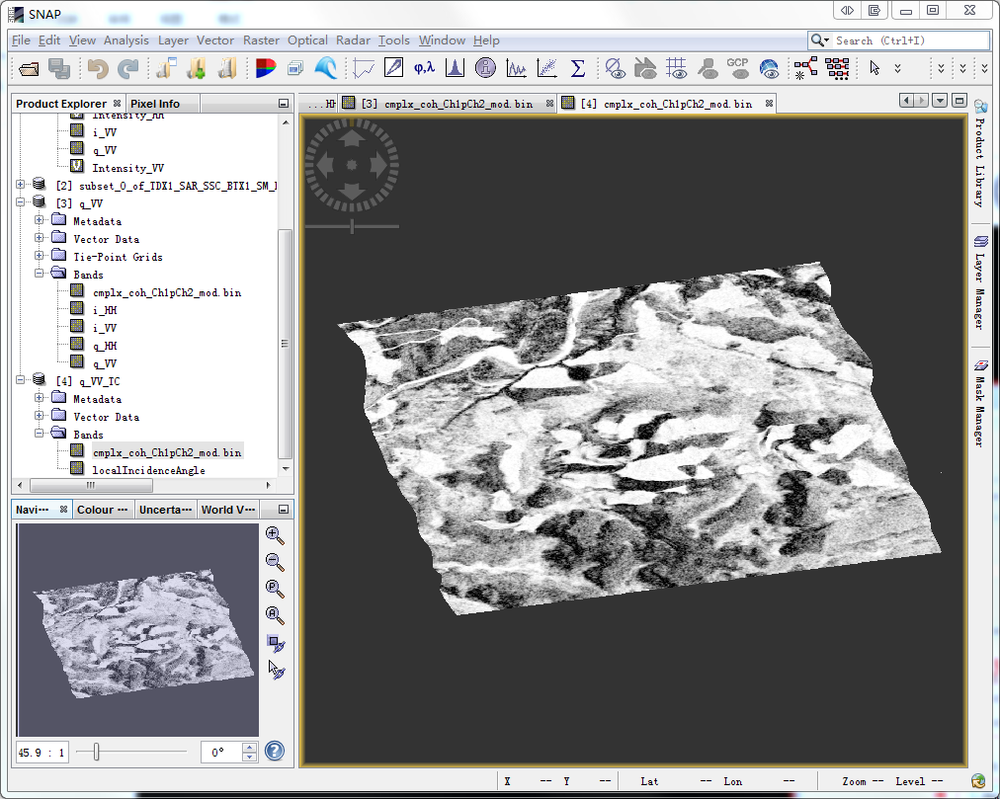 SNAP
File Edit View Analysis Layer Vector Raster Optical Radar Tools Window Help
Search (Ctrl+I)
φ,λ Σ GCP
Product Explorer Pixel Info
...HH [3] cmplx_coh_Ch1pCh2_mod.bin [4] cmplx_coh_Ch1pCh2_mod.bin
Intensity_HH
i_VV
q_VV
Intensity_VV
[2] subset_0_of_TDX1_SAR_SSC_BTX1_SM_
[3] q_VV
Metadata
Vector Data
Tie-Point Grids
Bands
cmplx_coh_Ch1pCh2_mod.bin
i_HH
i_VV
q_HH
q_VV
[4] q_VV_TC
Metadata
Vector Data
Bands
cmplx_coh_Ch1pCh2_mod.bin
localIncidenceAngle
Product Library
Layer Manager
Mask Manager
Navi... Colour ... Uncerta... World V...
45.9 : 1
0°
X -- Y -- Lat -- Lon -- Zoom -- Level --